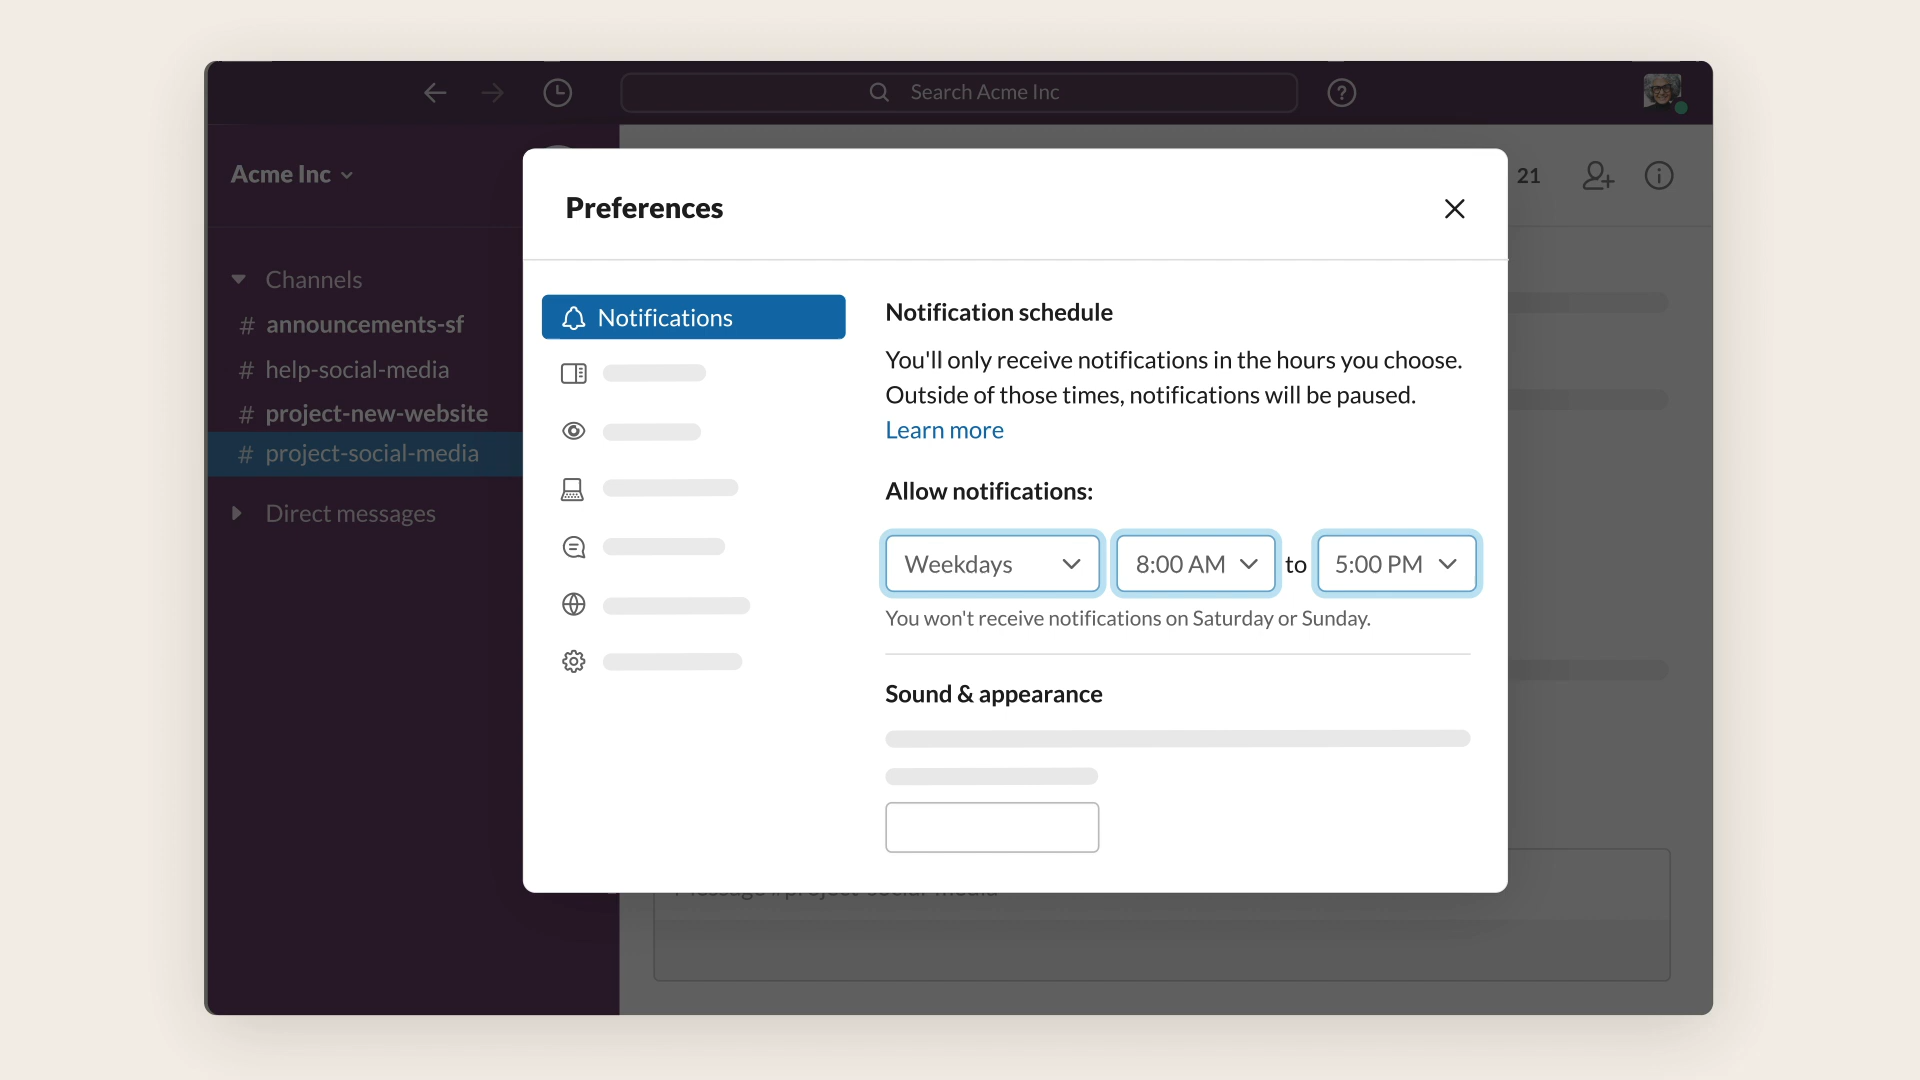 Search Acme Inc
Acme Inc
21
Preferences
Channels
# announcements-sf
# help-social-media
# project-new-website
# project-social-media
Direct messages
Notifications
Notification schedule
You'll only receive notifications in the hours you choose.
Outside of those times, notifications will be paused.
Learn more
Allow notifications:
Weekdays 8:00 AM to 5:00 PM
You won't receive notifications on Saturday or Sunday.
Sound & appearance